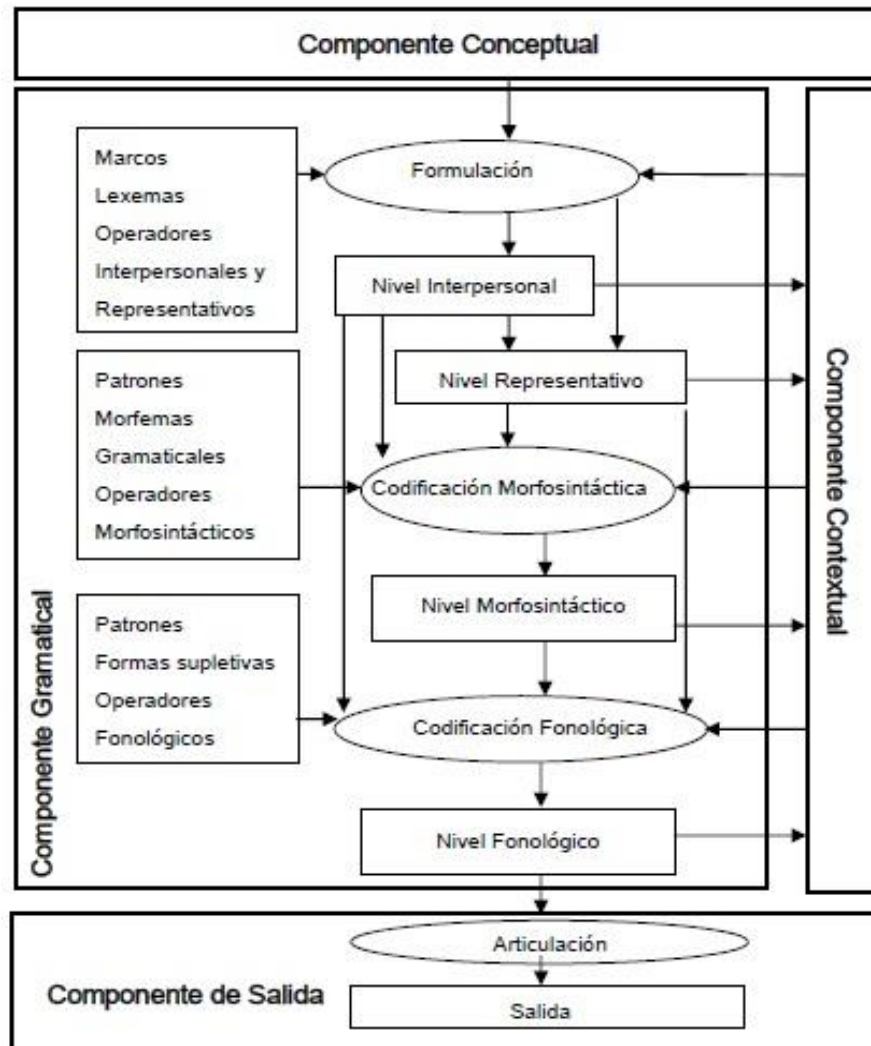 Componente Conceptual
Marcos
Lexemas
Operadores
Interpersonales y
Representativos
Formulación
Nivel Interpersonal
Nivel Representativo
Patrones
Morfemas
Gramaticales
Operadores
Morfosintácticos
Codificación Morfosintáctica
Nivel Morfosintáctico
Patrones
Formas supletivas
Operadores
Fonológicos
Codificación Fonológica
Nivel Fonológico
Componente Gramatical
Componente Contextual
Articulación
Componente de Salida
Salida